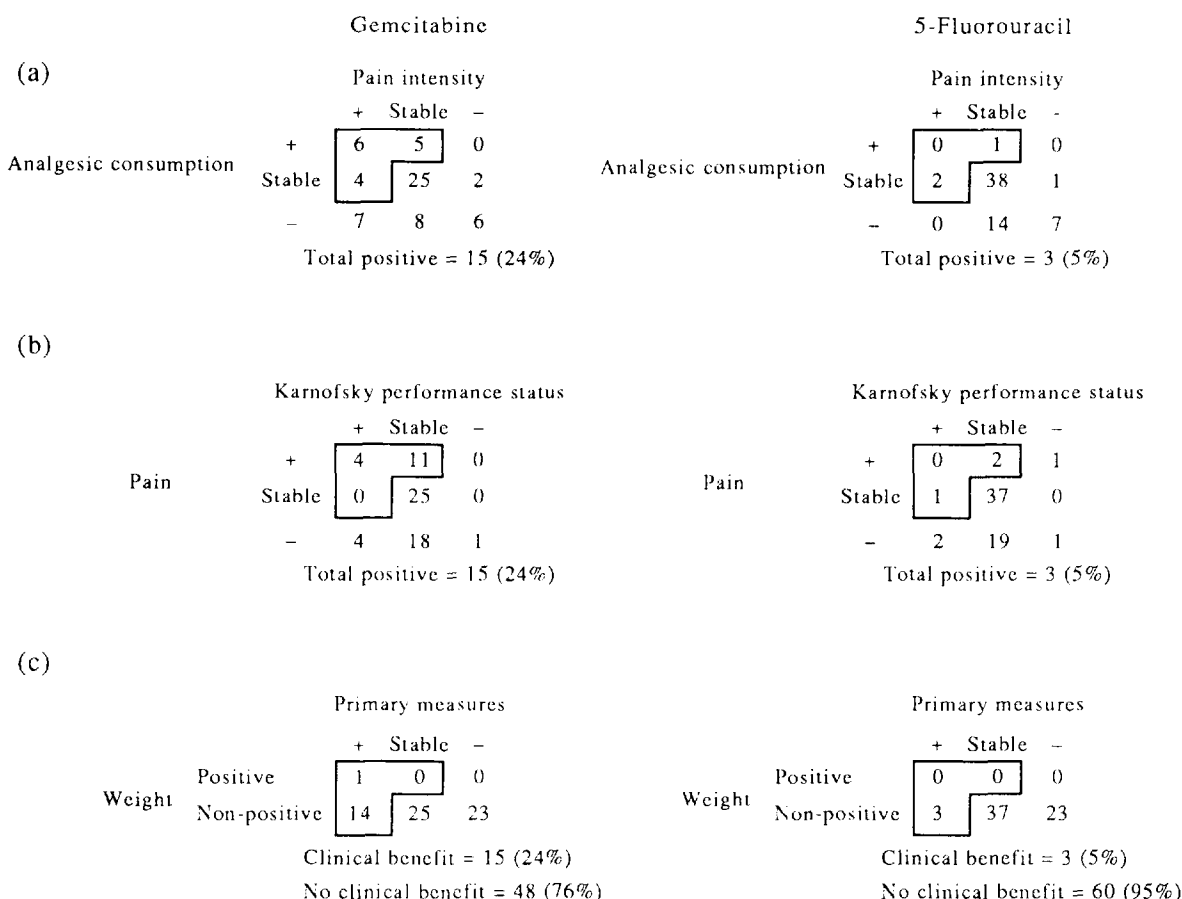 Gemcitabine 5-Fluorouracil
(a)
Pain intensity Pain intensity
+ Stable – + Stable -
+ 6 5 0 + 0 1 0
Analgesic consumption Analgesic consumption
Stable 4 25 2 Stable 2 38 1
– 7 8 6 – 0 14 7
Total positive = 15 (24%) Total positive = 3 (5%)
(b)
Karnofsky performance status Karnofsky performance status
+ Stable – + Stable –
+ 4 11 0 + 0 2 1
Pain Pain
Stable 0 25 0 Stable 1 37 0
– 4 18 1 – 2 19 1
Total positive = 15 (24%) Total positive = 3 (5%)
(c)
Primary measures Primary measures
+ Stable – + Stable –
Positive 1 0 0 Positive 0 0 0
Weight Weight
Non-positive 14 25 23 Non-positive 3 37 23
Clinical benefit = 15 (24%) Clinical benefit = 3 (5%)
No clinical benefit = 48 (76%) No clinical benefit = 60 (95%)